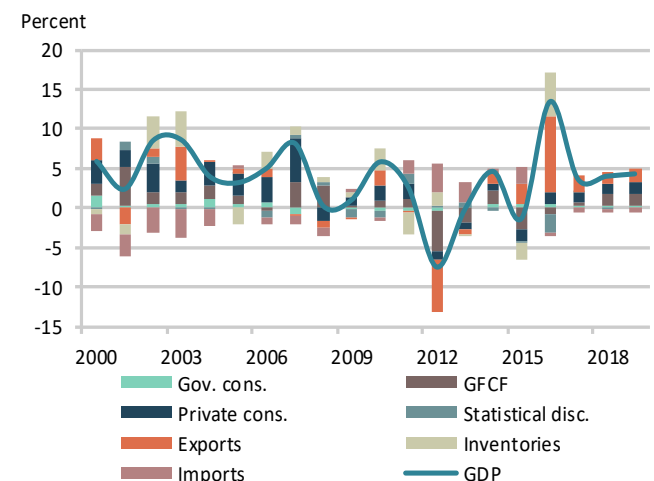 Percent
20
15
10
5
0
-5
-10
-15
2000 2003 2006 2009 2012 2015 2018
Gov. cons. GFCF
Private cons. Statistical disc.
Exports Inventories
Imports GDP